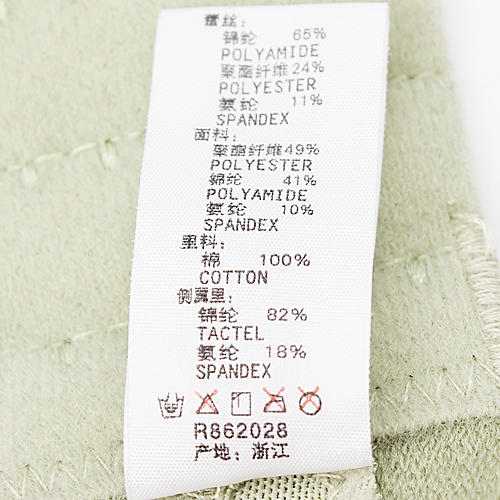 蕾丝:
锦纶 65%
POLYAMIDE
聚酯纤维24%
POLYESTER
氨纶 11%
SPANDEX
面料:
聚酯纤维49%
POLYESTER
锦纶 41%
POLYAMIDE
氨纶 10%
SPANDEX
里料:
棉 100%
COTTON
侧翼里:
锦纶 82%
TACTEL
氨纶 18%
SPANDEX
R862028
产地: 浙江